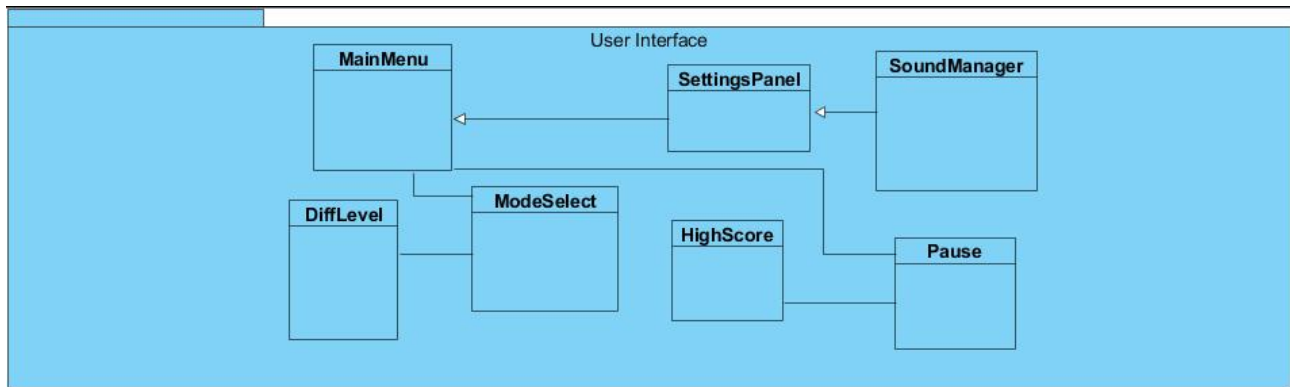 User Interface
MainMenu
SettingsPanel
SoundManager
DiffLevel
ModeSelect
HighScore
Pause